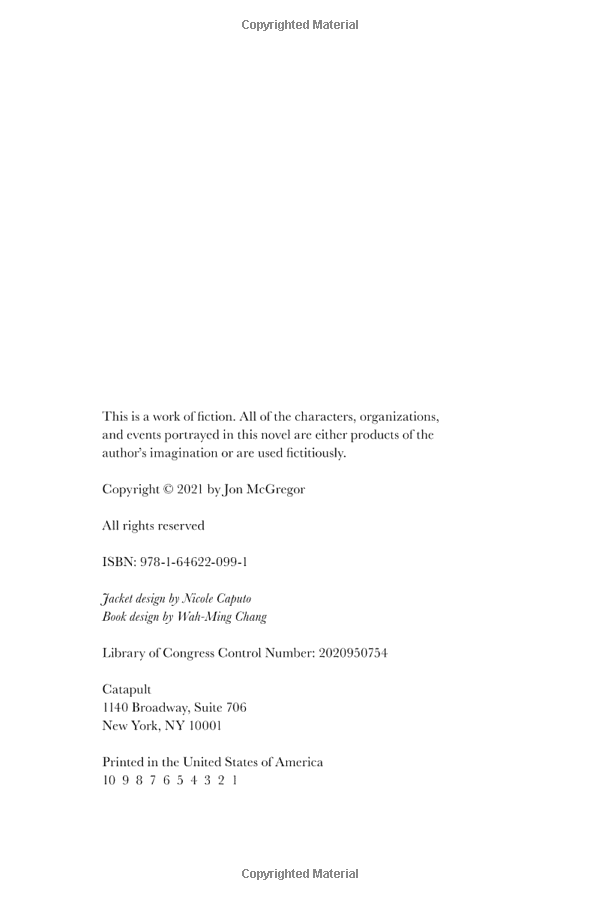 Copyrighted Material
This is a work of fiction. All of the characters, organizations,
and events portrayed in this novel are either products of the
author’s imagination or are used fictitiously.
Copyright © 2021 by Jon McGregor
All rights reserved
ISBN: 978-1-64622-099-1
Jacket design by Nicole Caputo
Book design by Wah-Ming Chang
Library of Congress Control Number: 2020950754
Catapult
1140 Broadway, Suite 706
New York, NY 10001
Printed in the United States of America
10 9 8 7 6 5 4 3 2 1
Copyrighted Material